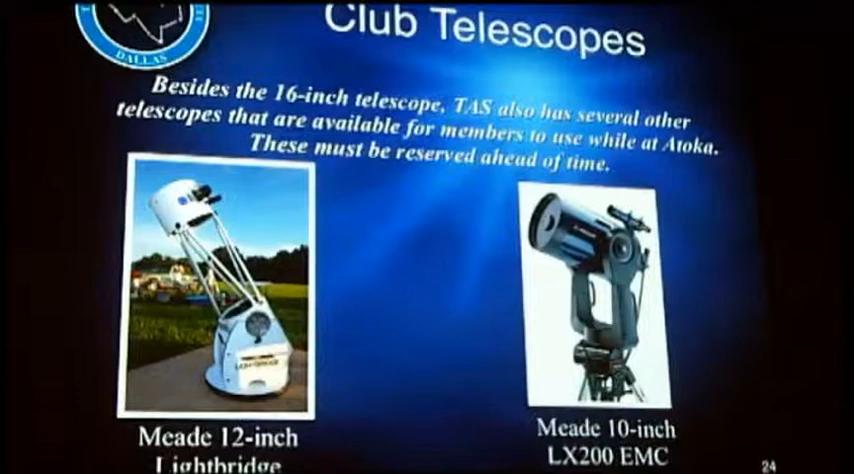 Club Telescopes
DALLAS
Besides the 16-inch telescope, TAS also has several other
telescopes that are available for members to use while at Atoka.
These must be reserved ahead of time.
LIGHTBRIDGE
Meade 12-inch
Lightbridge
Meade 10-inch
LX200 EMC
24